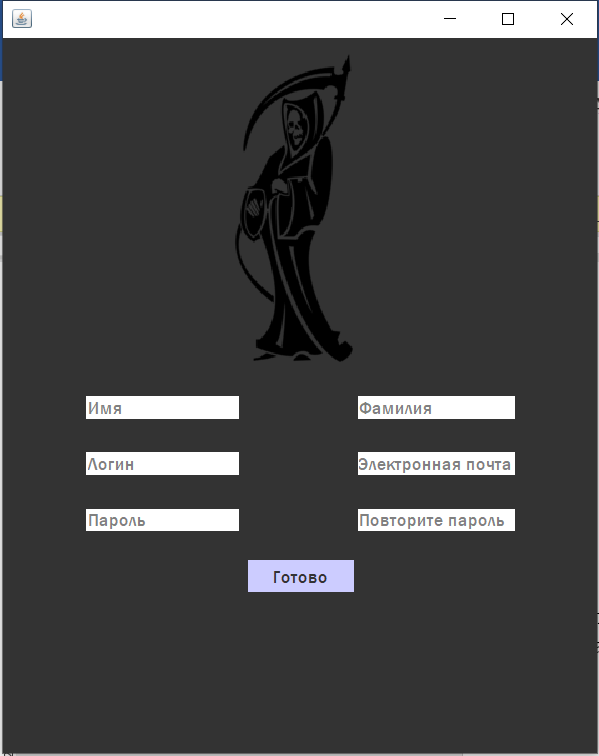 Имя
Фамилия
Логин
Электронная почта
Пароль
Повторите пароль
Готово